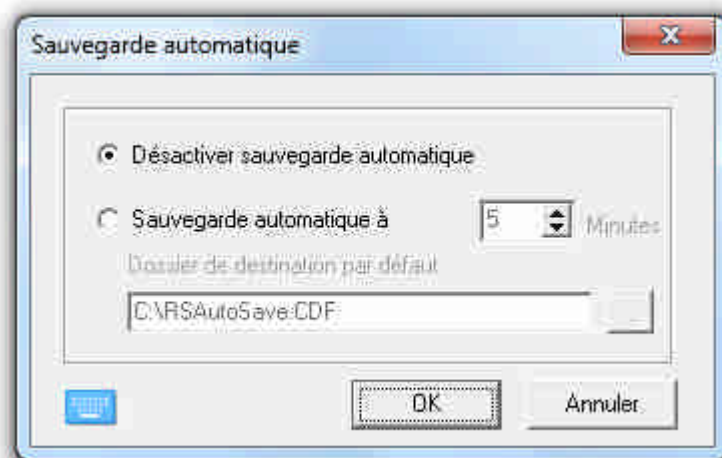 Sauvegarde automatique
Désactiver sauvegarde automatique
Sauvegarde automatique à 5 Minutes
Dossier de destination par défaut
C:\RSAutoSave.CDF
...
OK Annuler